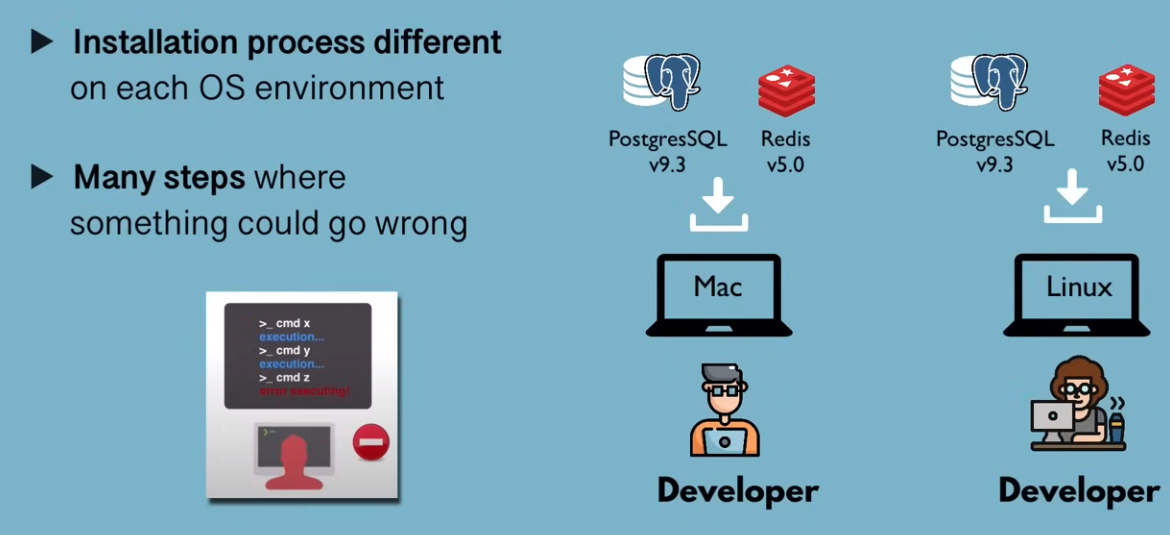 Installation process different
on each OS environment
Many steps where
something could go wrong
>_ cmd x
execution...
>_ cmd y
execution...
>_ cmd z
error executing!
PostgresSQL
v9.3
Redis
v5.0
Mac
Developer
PostgresSQL
v9.3
Redis
v5.0
Linux
Developer